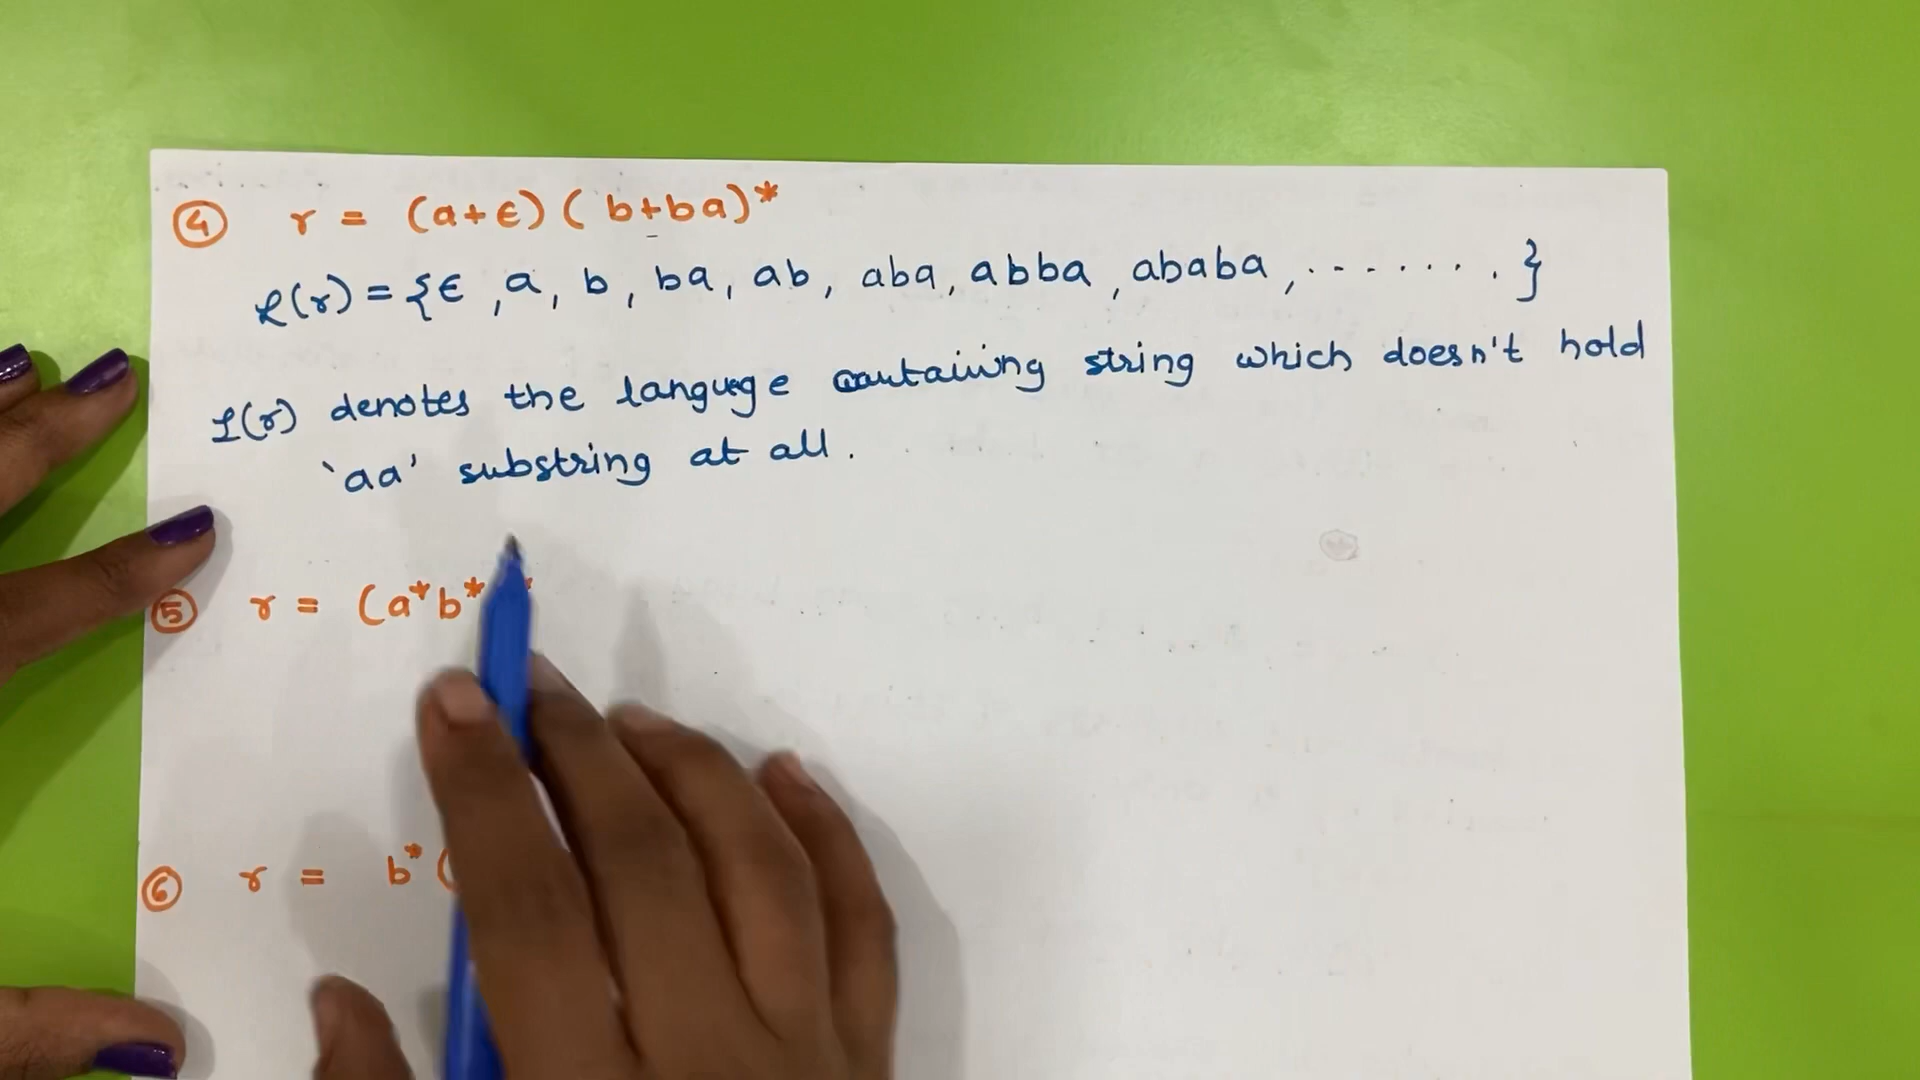 ④ r = (a+ϵ)(b+ba)*
L(r) = {ϵ, a, b, ba, ab, aba, abba, ababa, ........}
L(r) denotes the languge containing string which doesn't hold
'aa' substring at all.
⑤ r = (a*b* *
⑥ r = b*(